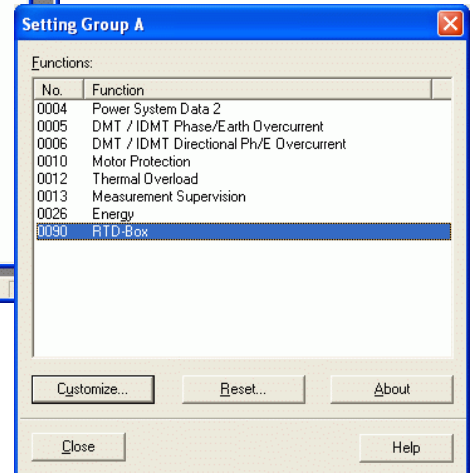 Setting Group A
Functions:
No. Function
0004 Power System Data 2
0005 DMT / IDMT Phase/Earth Overcurrent
0006 DMT / IDMT Directional Ph/E Overcurrent
0010 Motor Protection
0012 Thermal Overload
0013 Measurement Supervision
0026 Energy
0090 RTD-Box
Customize... Reset... About
Close Help